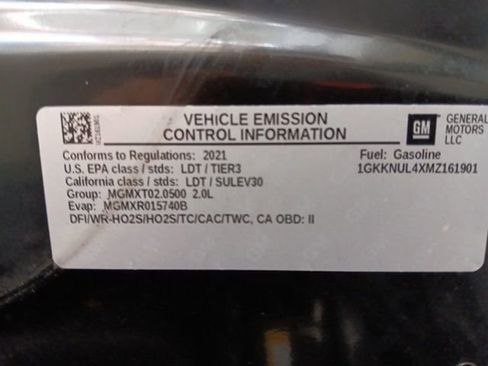 VEHICLE EMISSION
CONTROL INFORMATION
GM
GENERAL
MOTORS
LLC
Conforms to Regulations: 2021
Fuel: Gasoline
U.S. EPA class / stds: LDT / TIER3
1GKKNUL4XMZ161901
California class / stds: LDT / SULEV30
Group: MGMXT02.0500 2.0L
Evap: MGMXR015740B
DFI/WR-HO2S/HO2S/TC/CAC/TWC, CA OBD: II